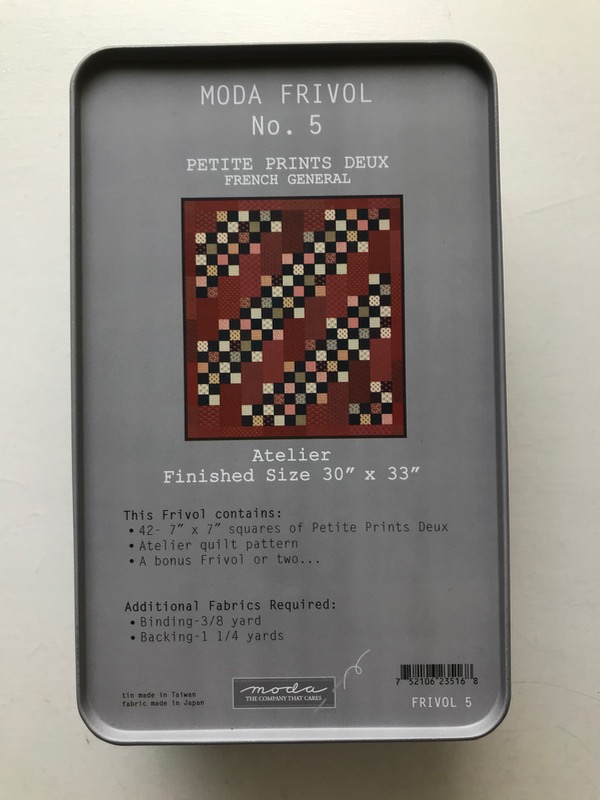 MODA FRIVOL
No. 5
PETITE PRINTS DEUX
FRENCH GENERAL
Atelier
Finished Size 30” x 33”
This Frivol contains:
• 42- 7” x 7” squares of Petite Prints Deux
• Atelier quilt pattern
• A bonus Frivol or two...
Additional Fabrics Required:
• Binding-3/8 yard
• Backing-1 1/4 yards
tin made in Taiwan
fabric made in Japan
moda
THE COMPANY THAT CARES
7 52106 23516 8
FRIVOL 5